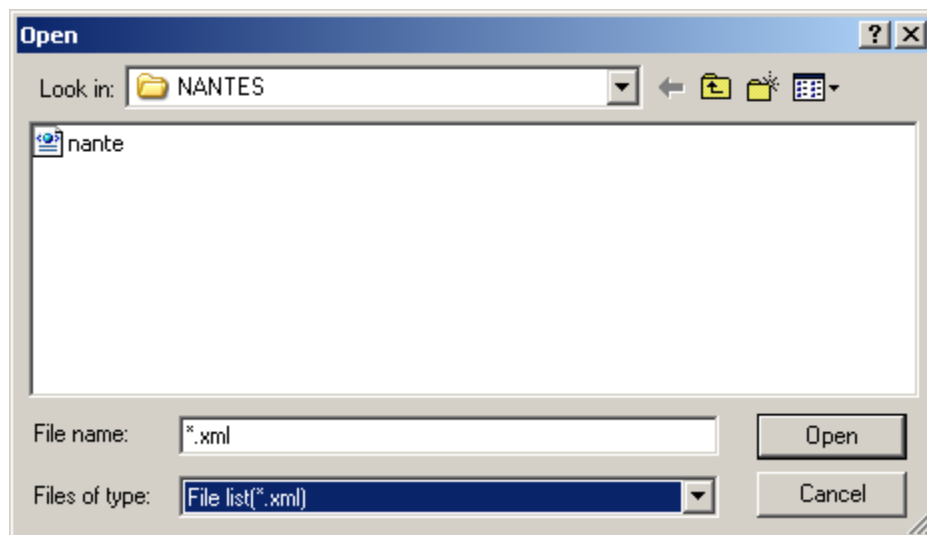 Open
Look in: NANTES
nante
File name: *.xml Open
Files of type: File list(*.xml) Cancel